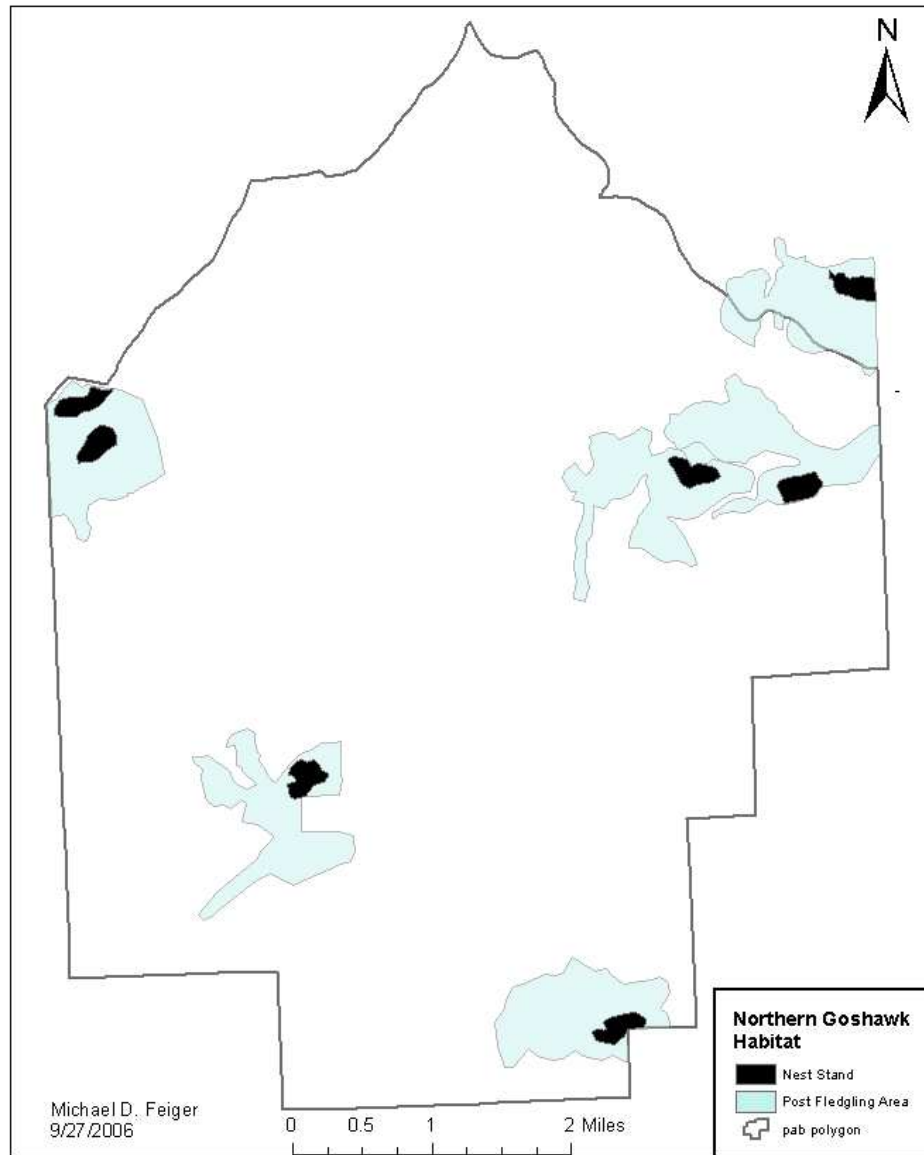 N
Northern Goshawk
Habitat
Nest Stand
Post Fledgling Area
pab polygon
Michael D. Feiger
9/27/2006
0 0.5 1 2 Miles